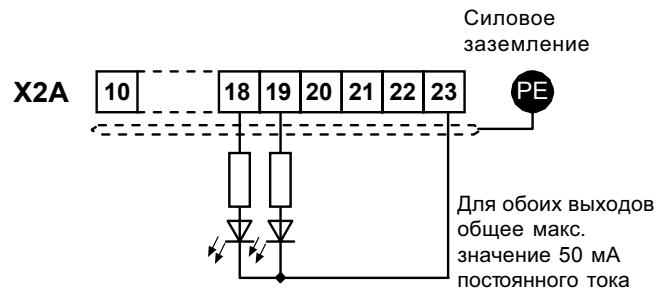 Силовое
заземление
X2A 10 18 19 20 21 22 23 PE
Для обоих выходов
общее макс.
значение 50 мА
постоянного тока